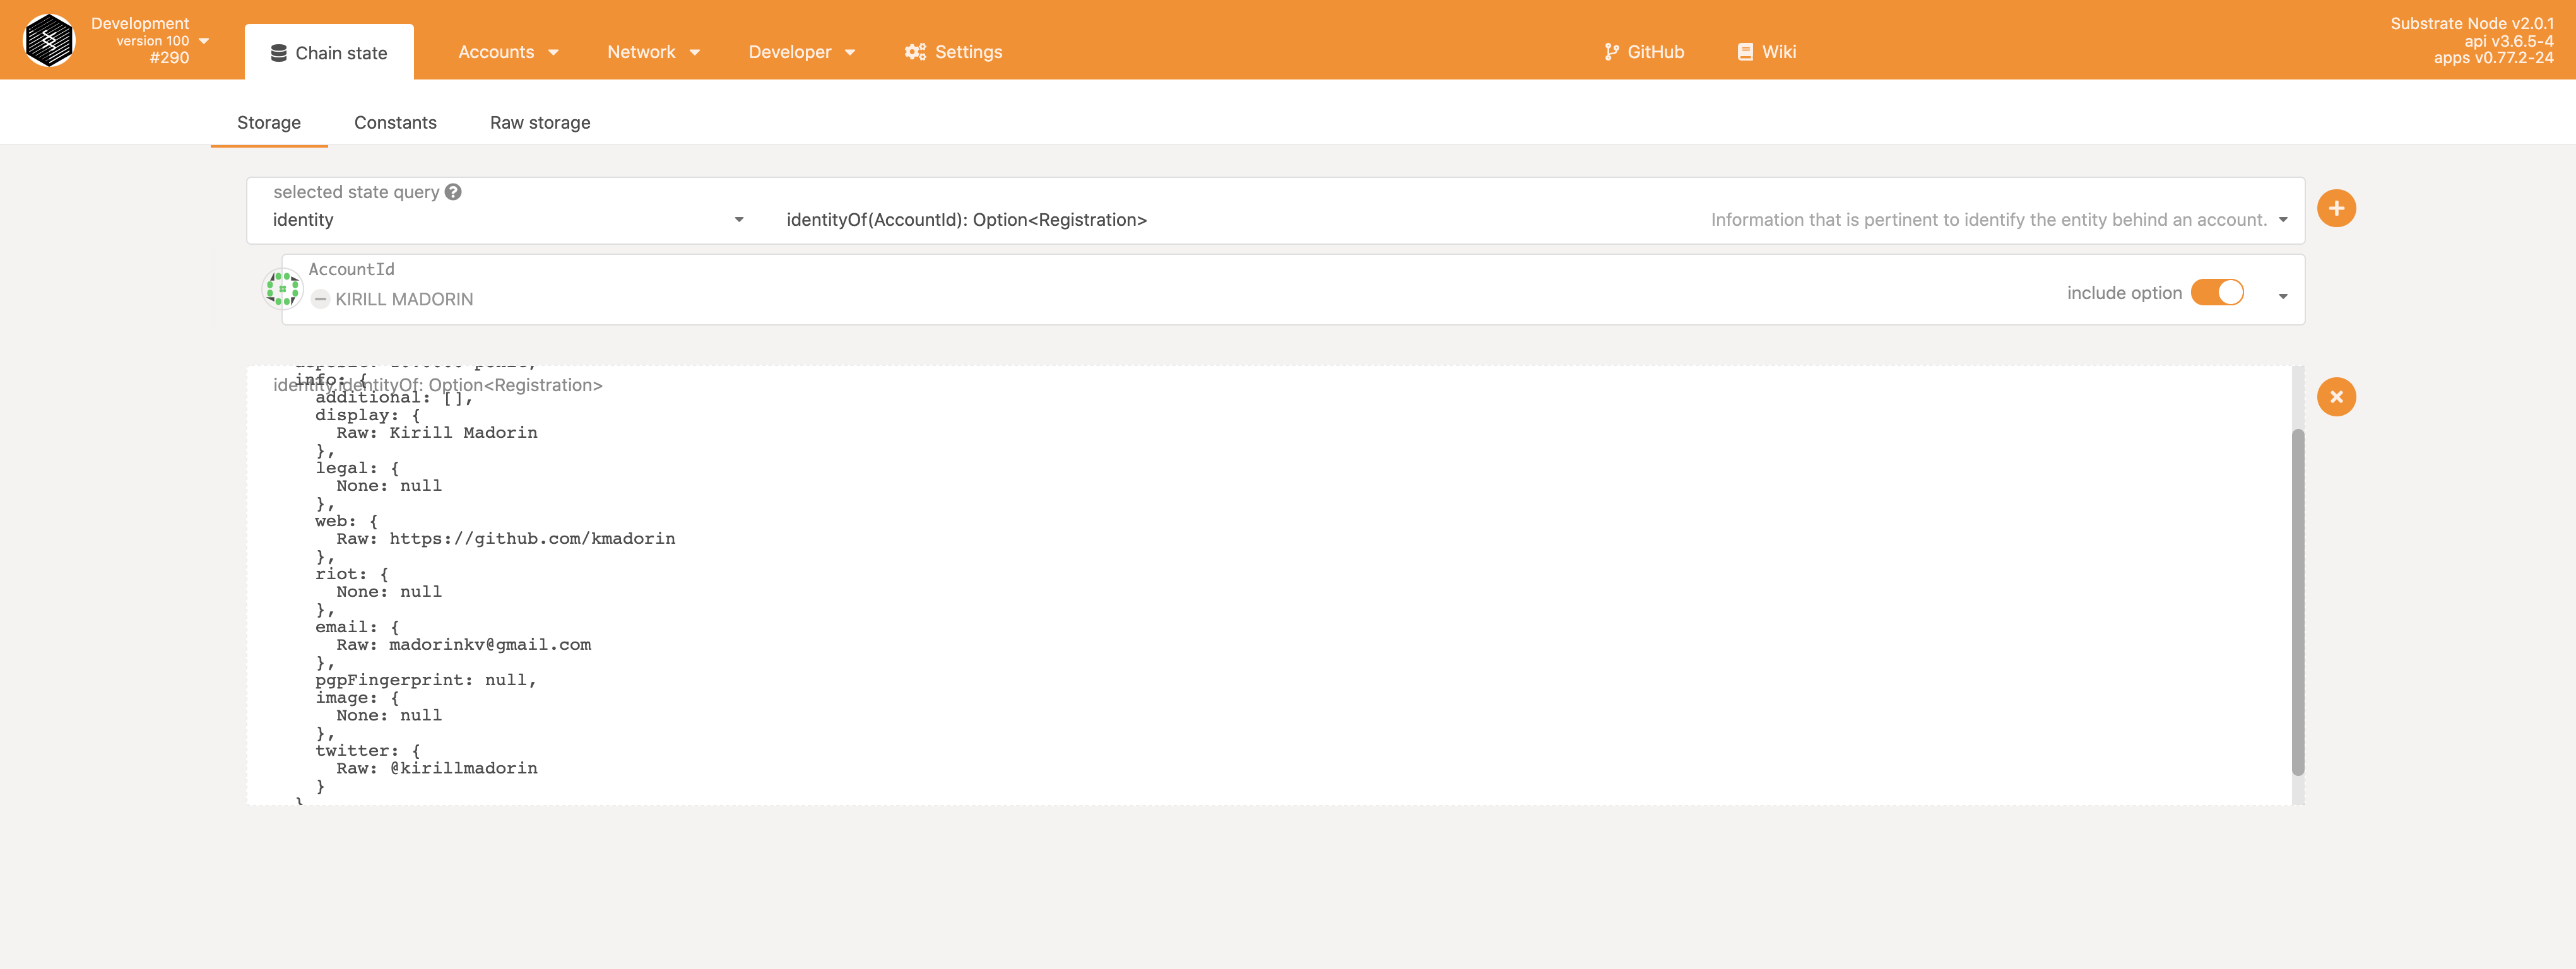 Development
version 100
#290
Chain state
Accounts
Network
Developer
Settings
GitHub
Wiki
Substrate Node v2.0.1
api v3.6.5-4
apps v0.77.2-24
Storage
Constants
Raw storage
selected state query
identity
identityOf(AccountId): Option<Registration>
Information that is pertinent to identify the entity behind an account.
AccountId
KIRILL MADORIN
include option
identity.identityOf: Option<Registration>
info: {
additional: [],
display: {
Raw: Kirill Madorin
},
legal: {
None: null
},
web: {
Raw: https://github.com/kmadorin
},
riot: {
None: null
},
email: {
Raw: madorinkv@gmail.com
},
pgpFingerprint: null,
image: {
None: null
},
twitter: {
Raw: @kirillmadorin
}
}